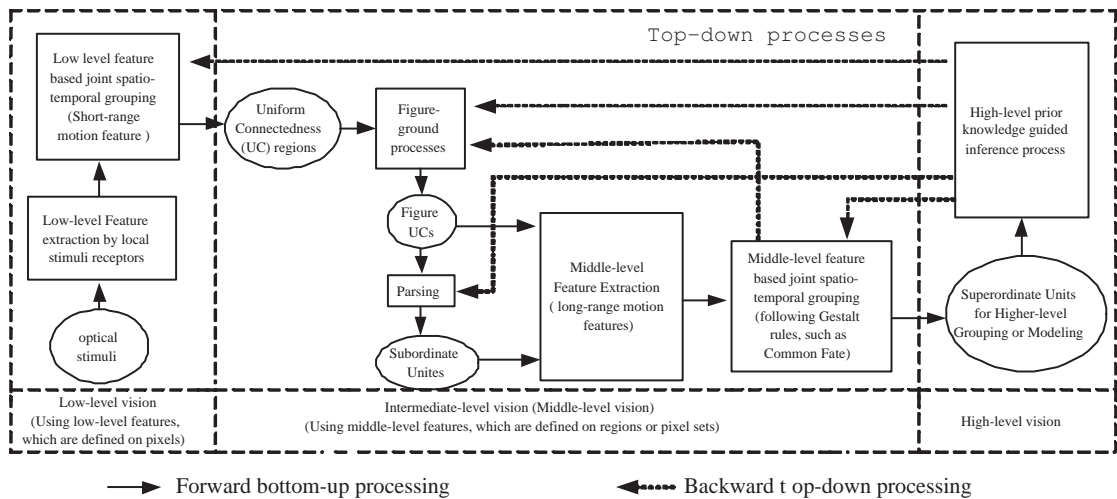 Top-down processes
Low level feature
based joint spatio-
temporal grouping
(Short-range
motion feature )
Low-level Feature
extraction by local
stimuli receptors
optical
stimuli
Uniform
Connectedness
(UC) regions
Figure-
ground
processes
Figure
UCs
Parsing
Subordinate
Unites
Middle-level
Feature Extraction
( long-range motion
features)
Middle-level feature
based joint spatio-
temporal grouping
(following Gestalt
rules, such as
Common Fate)
High-level prior
knowledge guided
inference process
Superordinate Units
for Higher-level
Grouping or Modeling
Low-level vision
(Using low-level features,
which are defined on pixels)
Intermediate-level vision (Middle-level vision)
(Using middle-level features, which are defined on regions or pixel sets)
High-level vision
Forward bottom-up processing
Backward t op-down processing